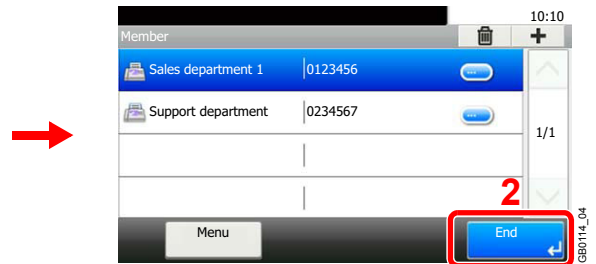 10:10
Member
Sales department 1 0123456
Support department 0234567
1/1
2
Menu
End
GB0114_04